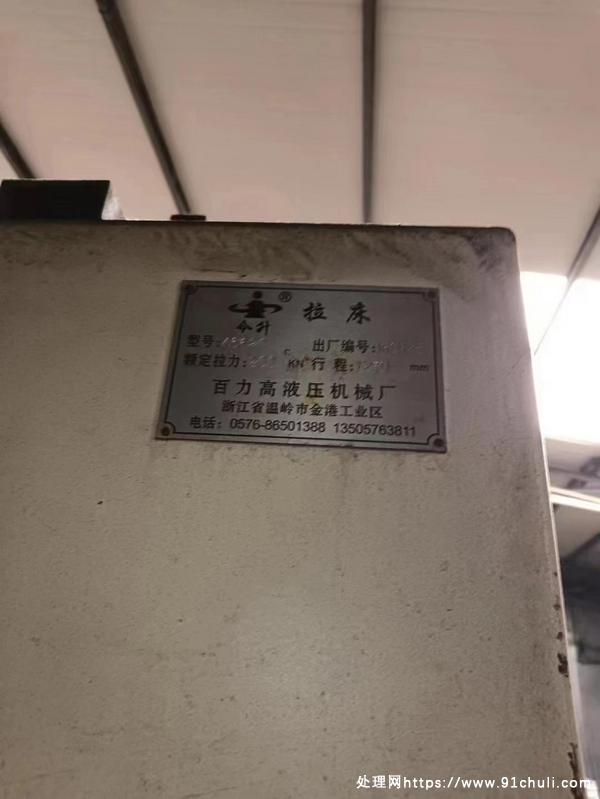 ® 拉床
今升
型号: 出厂编号:
额定拉力: KN 行程: mm
百力高液压机械厂
浙江省温岭市金港工业区
电话: 0576-86501388 13505763811
处理网https://www.91chuli.com